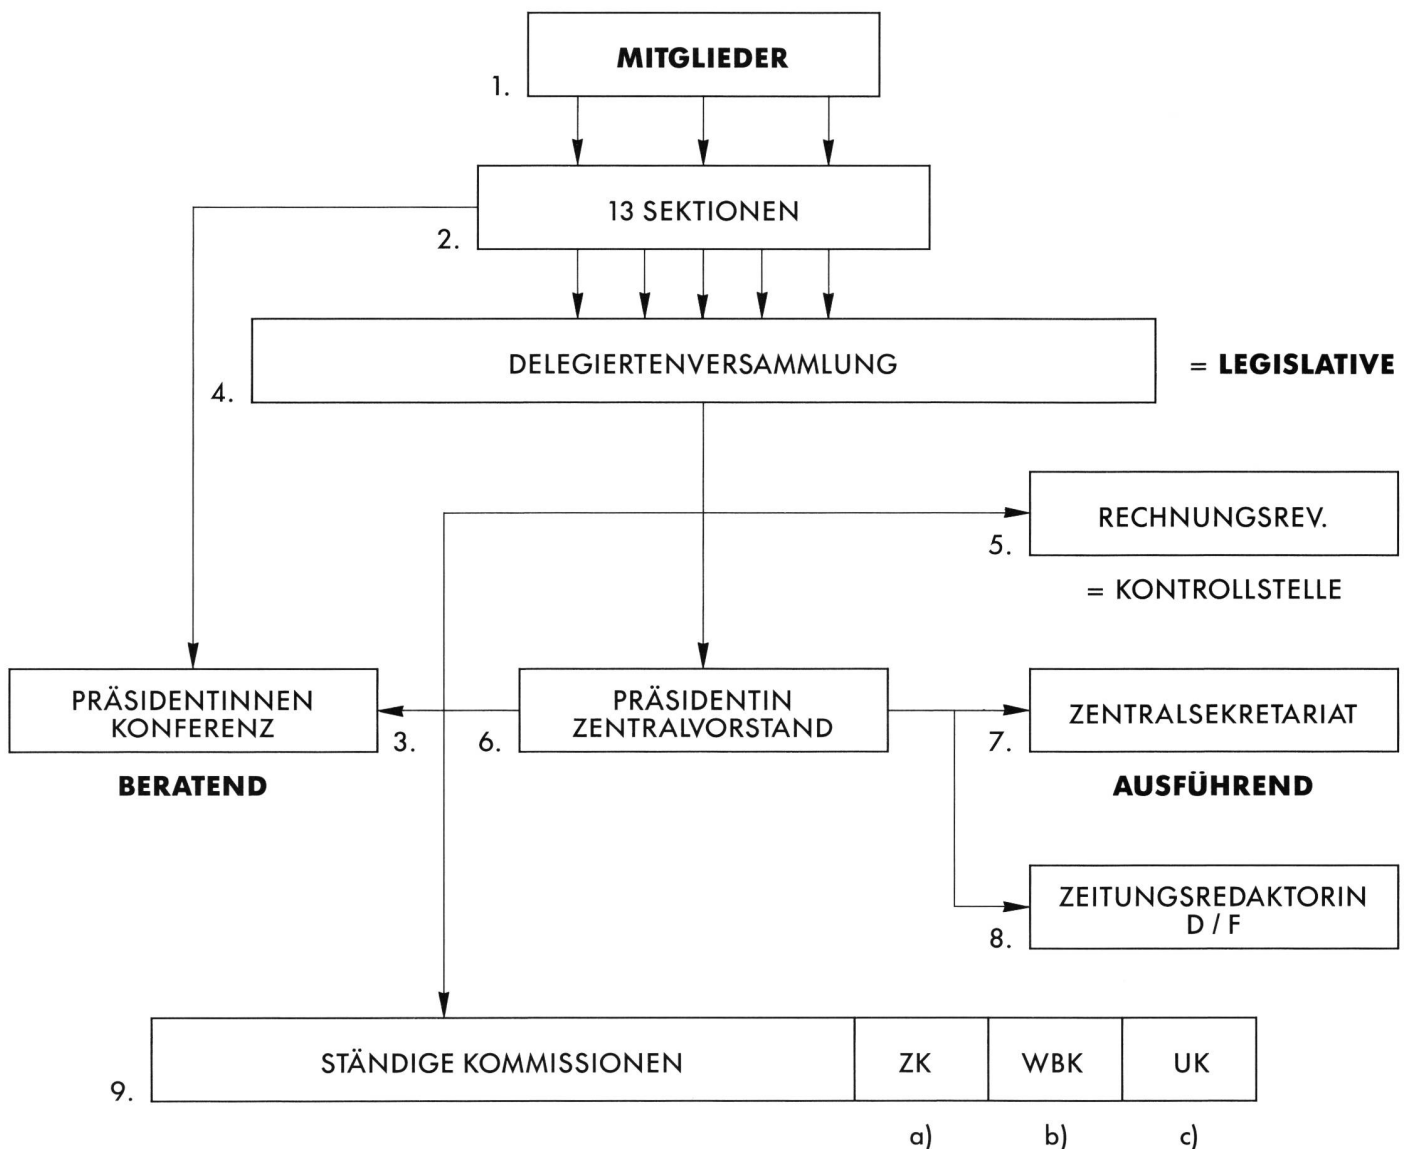 MITGLIEDER
1.
13 SEKTIONEN
2.
DELEGIERTENVERSAMMLUNG
= LEGISLATIVE
4.
RECHNUNGSREV.
5.
= KONTROLLSTELLE
PRÄSIDENTINNEN
KONFERENZ
3.
BERATEND
PRÄSIDENTIN
ZENTRALVORSTAND
6.
ZENTRALSEKRETARIAT
7.
AUSFÜHREND
ZEITUNGSREDAKTORIN
D / F
8.
STÄNDIGE KOMMISSIONEN
ZK
WBK
UK
9.
a)
b)
c)